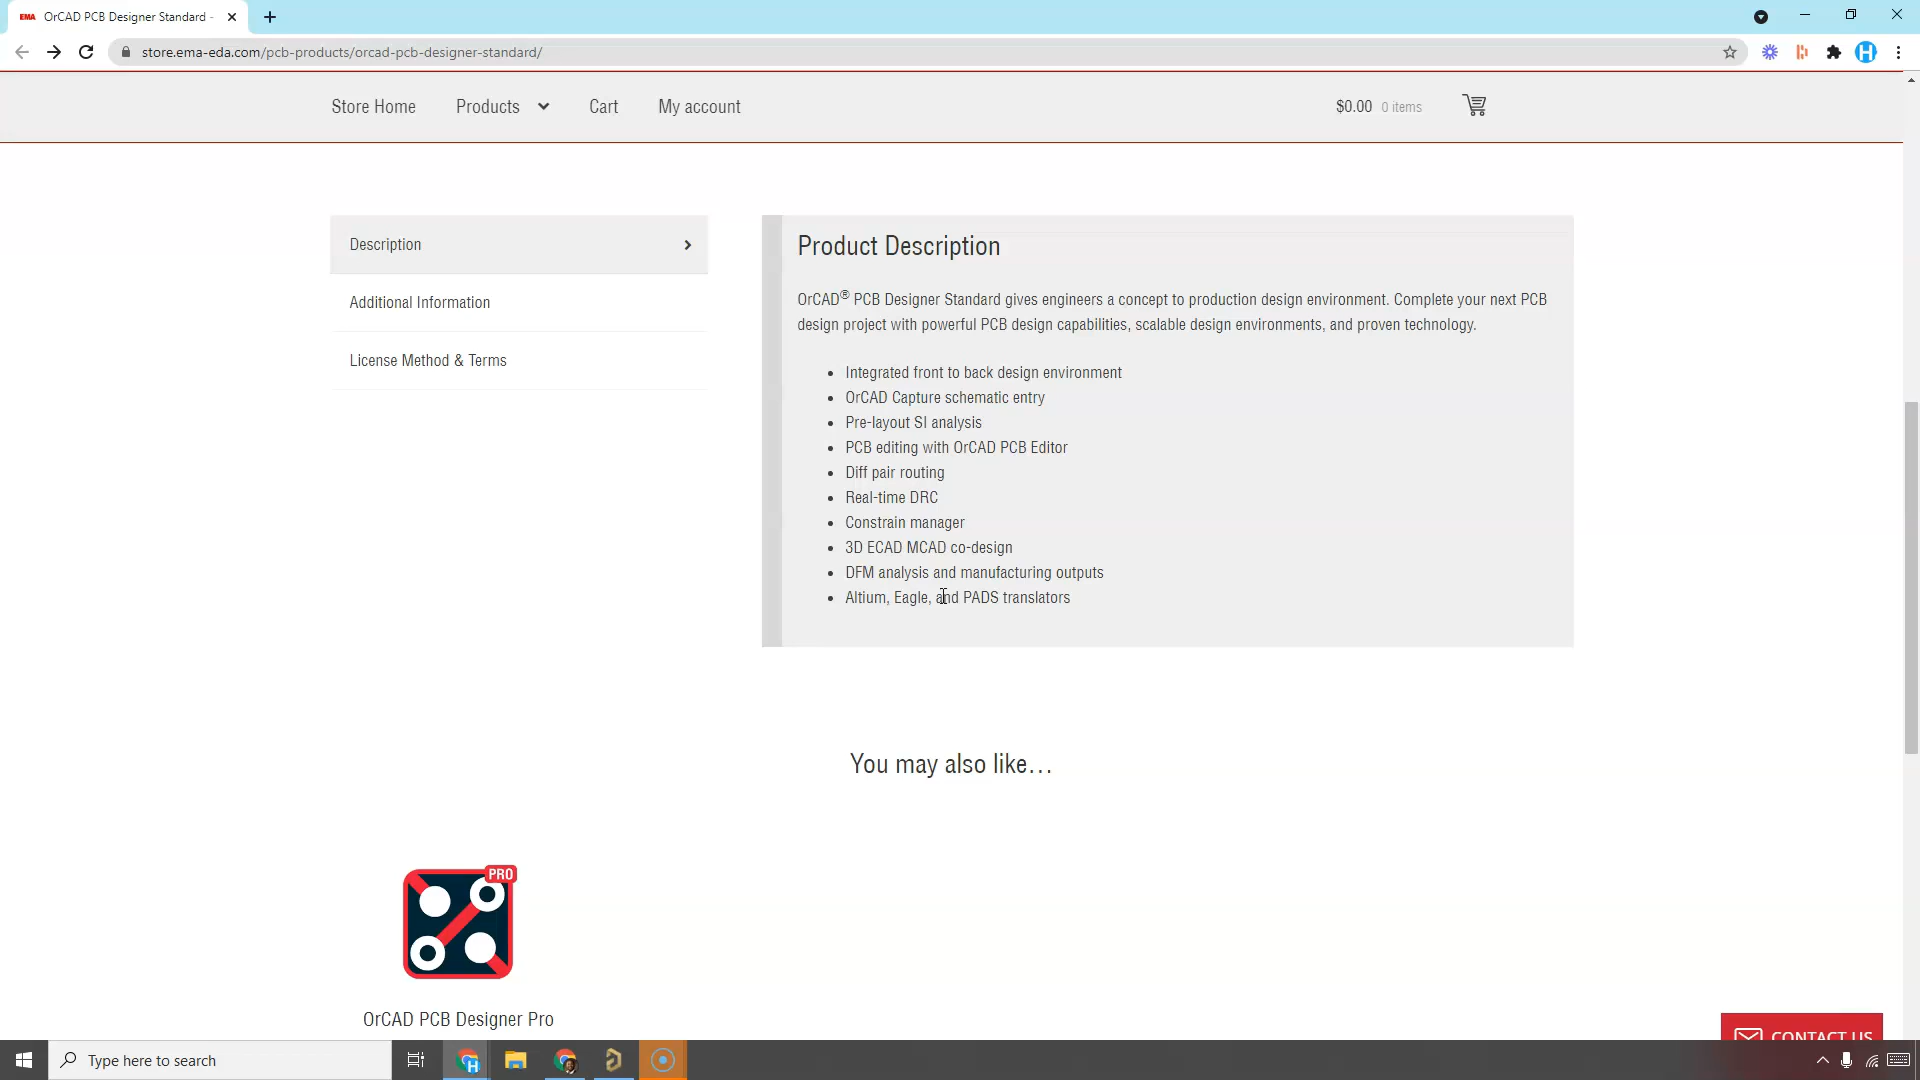 EMA OrCAD PCB Designer Standard -
store.ema-eda.com/pcb-products/orcad-pcb-designer-standard/
H
Store Home Products Cart My account $0.00 0 items
Description
Additional Information
License Method & Terms
Product Description
OrCAD® PCB Designer Standard gives engineers a concept to production design environment. Complete your next PCB
design project with powerful PCB design capabilities, scalable design environments, and proven technology.
• Integrated front to back design environment
• OrCAD Capture schematic entry
• Pre-layout SI analysis
• PCB editing with OrCAD PCB Editor
• Diff pair routing
• Real-time DRC
• Constrain manager
• 3D ECAD MCAD co-design
• DFM analysis and manufacturing outputs
• Altium, Eagle, and PADS translators
You may also like…
PRO
OrCAD PCB Designer Pro
CONTACT US
Type here to search
H